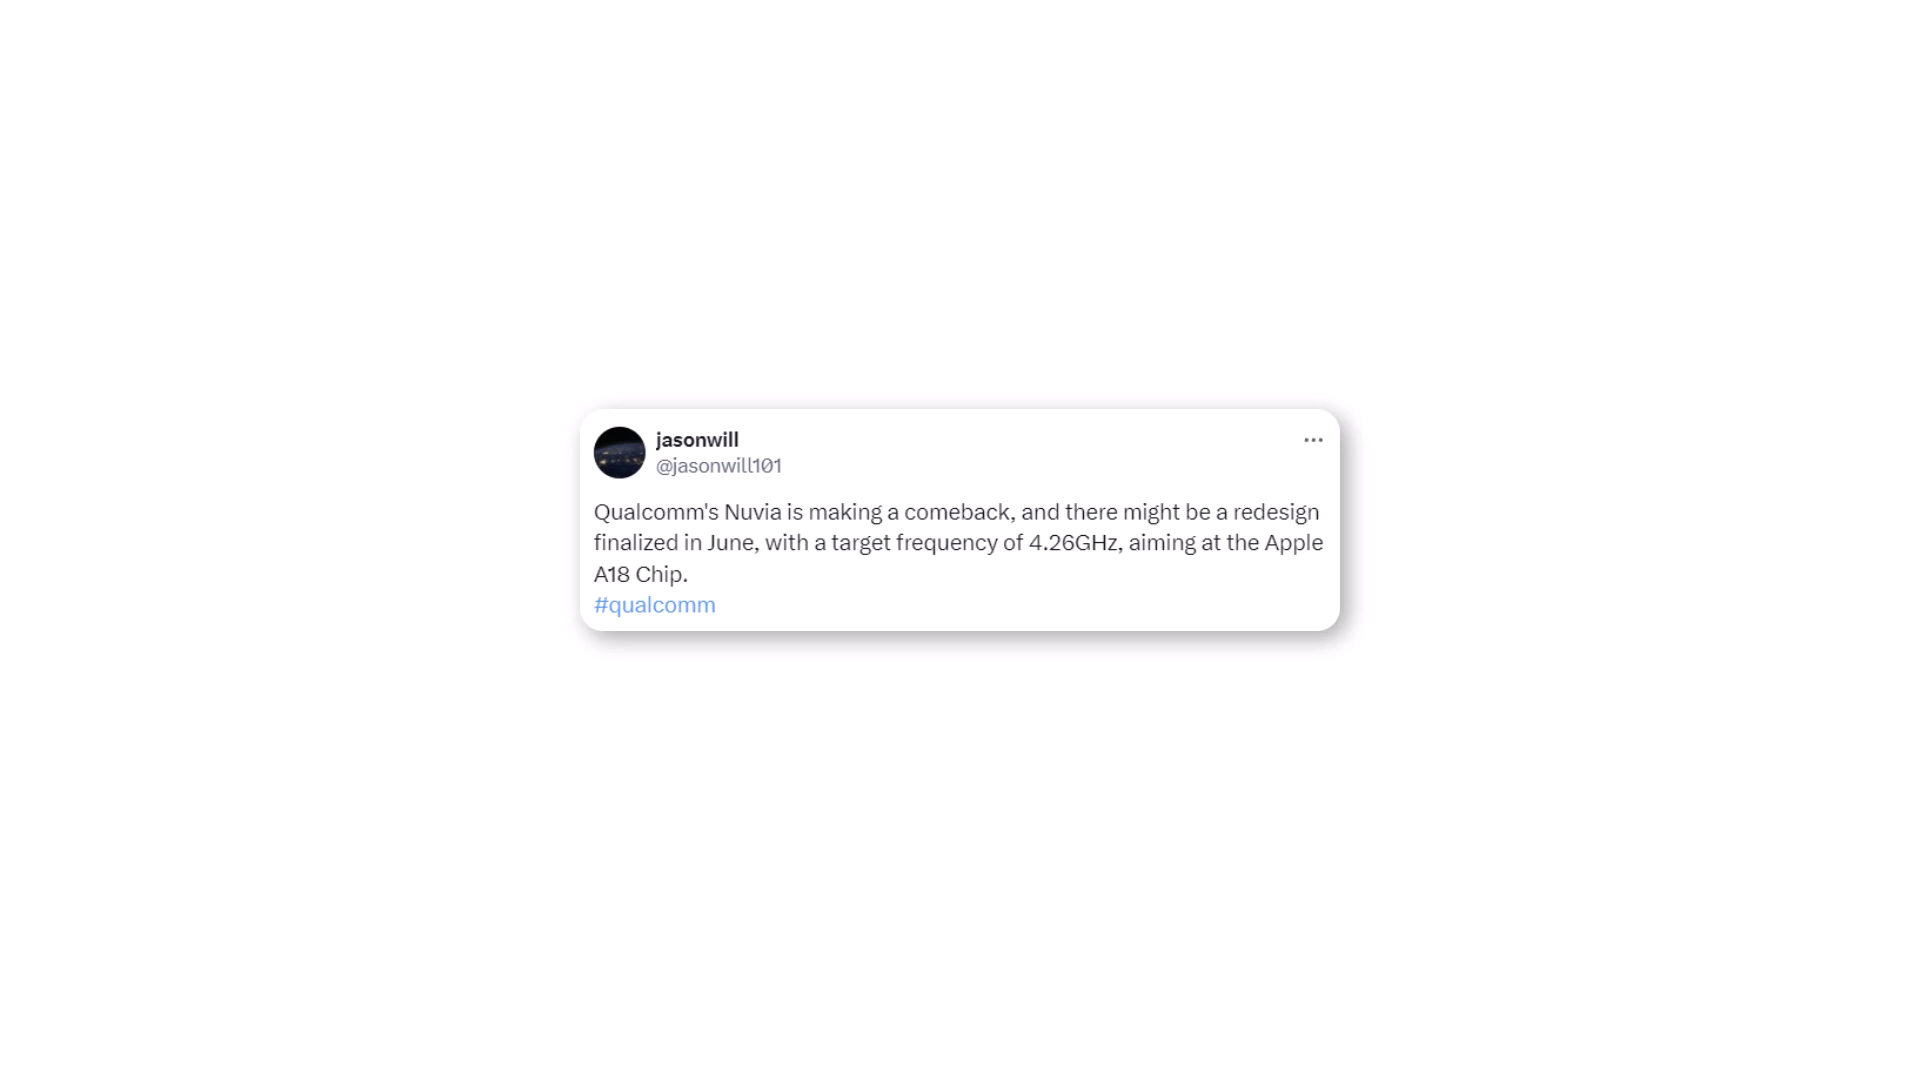 jasonwill
@jasonwill101
Qualcomm's Nuvia is making a comeback, and there might be a redesign
finalized in June, with a target frequency of 4.26GHz, aiming at the Apple
A18 Chip.
#qualcomm